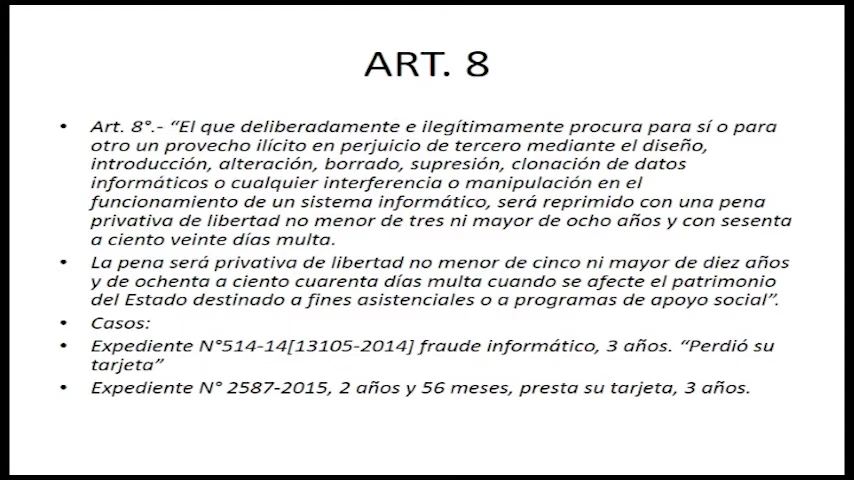 ART. 8
• Art. 8°.- “El que deliberadamente e ilegítimamente procura para sí o para
otro un provecho ilícito en perjuicio de tercero mediante el diseño,
introducción, alteración, borrado, supresión, clonación de datos
informáticos o cualquier interferencia o manipulación en el
funcionamiento de un sistema informático, será reprimido con una pena
privativa de libertad no menor de tres ni mayor de ocho años y con sesenta
a ciento veinte días multa.
• La pena será privativa de libertad no menor de cinco ni mayor de diez años
y de ochenta a ciento cuarenta días multa cuando se afecte el patrimonio
del Estado destinado a fines asistenciales o a programas de apoyo social”.
• Casos:
• Expediente N°514-14[13105-2014] fraude informático, 3 años. “Perdió su
tarjeta”
• Expediente N° 2587-2015, 2 años y 56 meses, presta su tarjeta, 3 años.